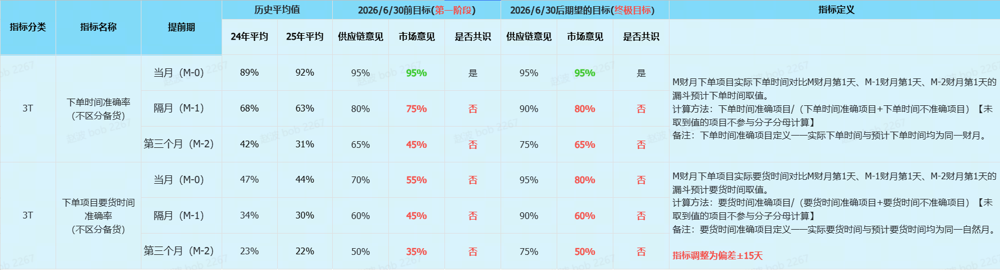 指标分类
指标名称
提前期
历史平均值
2026/6/30前目标(第一阶段)
2026/6/30后期望的目标(终极目标)
指标定义
24年平均
25年平均
供应链意见
市场意见
是否共识
供应链意见
市场意见
是否共识
3T
下单时间准确率
（不区分备货）
当月（M-0）
89%
92%
95%
95%
是
95%
95%
是
隔月（M-1）
68%
63%
80%
75%
否
90%
80%
否
第三个月（M-2）
42%
31%
65%
45%
否
75%
65%
否
M财月下单项目实际下单时间对比M财月第1天、M-1财月第1天、M-2财月第1天的
漏斗预计下单时间取值。
计算方法：下单时间准确项目/（下单时间准确项目+下单时间不准确项目）【未
取到值的项目不参与分子分母计算】
备注：下单时间准确项目定义——实际下单时间与预计下单时间均为同一财月。
3T
下单项目要货时间
准确率
（不区分备货）
当月（M-0）
47%
44%
70%
55%
否
95%
80%
否
隔月（M-1）
34%
30%
60%
45%
否
90%
60%
否
第三个月（M-2）
23%
22%
50%
35%
否
75%
50%
否
M财月下单项目实际要货时间对比M财月第1天、M-1财月第1天、M-2财月第1天的
漏斗预计要货时间取值。
计算方法：要货时间准确项目/（要货时间准确项目+要货时间不准确项目）【未
取到值的项目不参与分子分母计算】
备注：要货时间准确项目定义——实际要货时间与预计要货时间均为同一自然月。
指标调整为偏差±15天
赵波 bob 2267